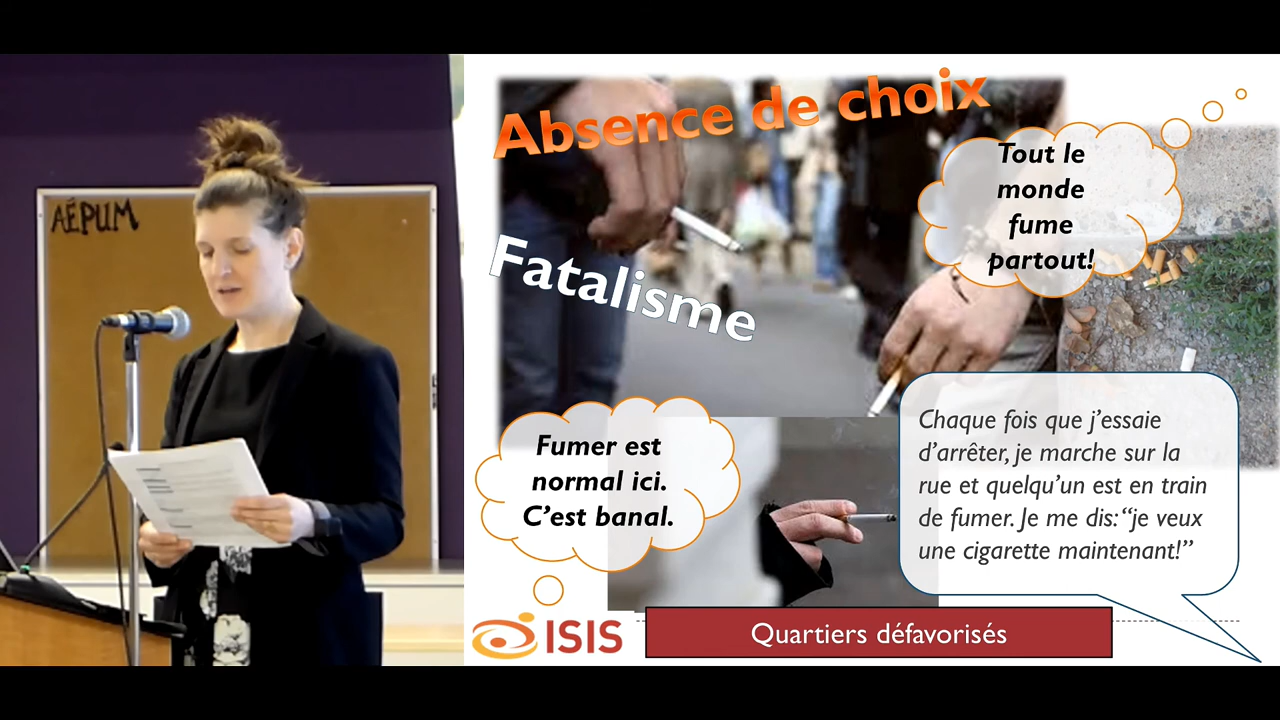 AÉPUM
Absence de choix
Fatalisme
Tout le
monde
fume
partout!
Fumer est
normal ici.
C’est banal.
Chaque fois que j’essaie
d’arrêter, je marche sur la
rue et quelqu’un est en train
de fumer. Je me dis: “je veux
une cigarette maintenant!”
ISIS
Quartiers défavorisés